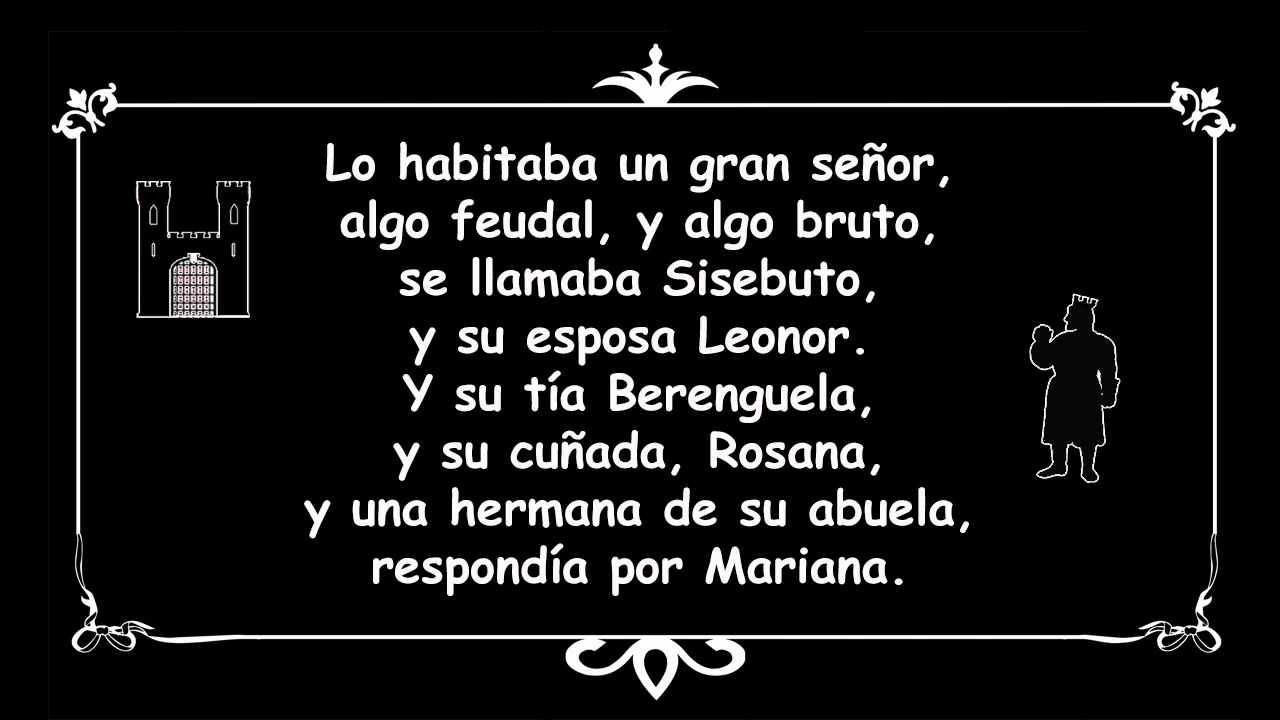 Lo habitaba un gran señor,
algo feudal, y algo bruto,
se llamaba Sisebuto,
y su esposa Leonor.
Y su tía Berenguela,
y su cuñada, Rosana,
y una hermana de su abuela,
respondía por Mariana.